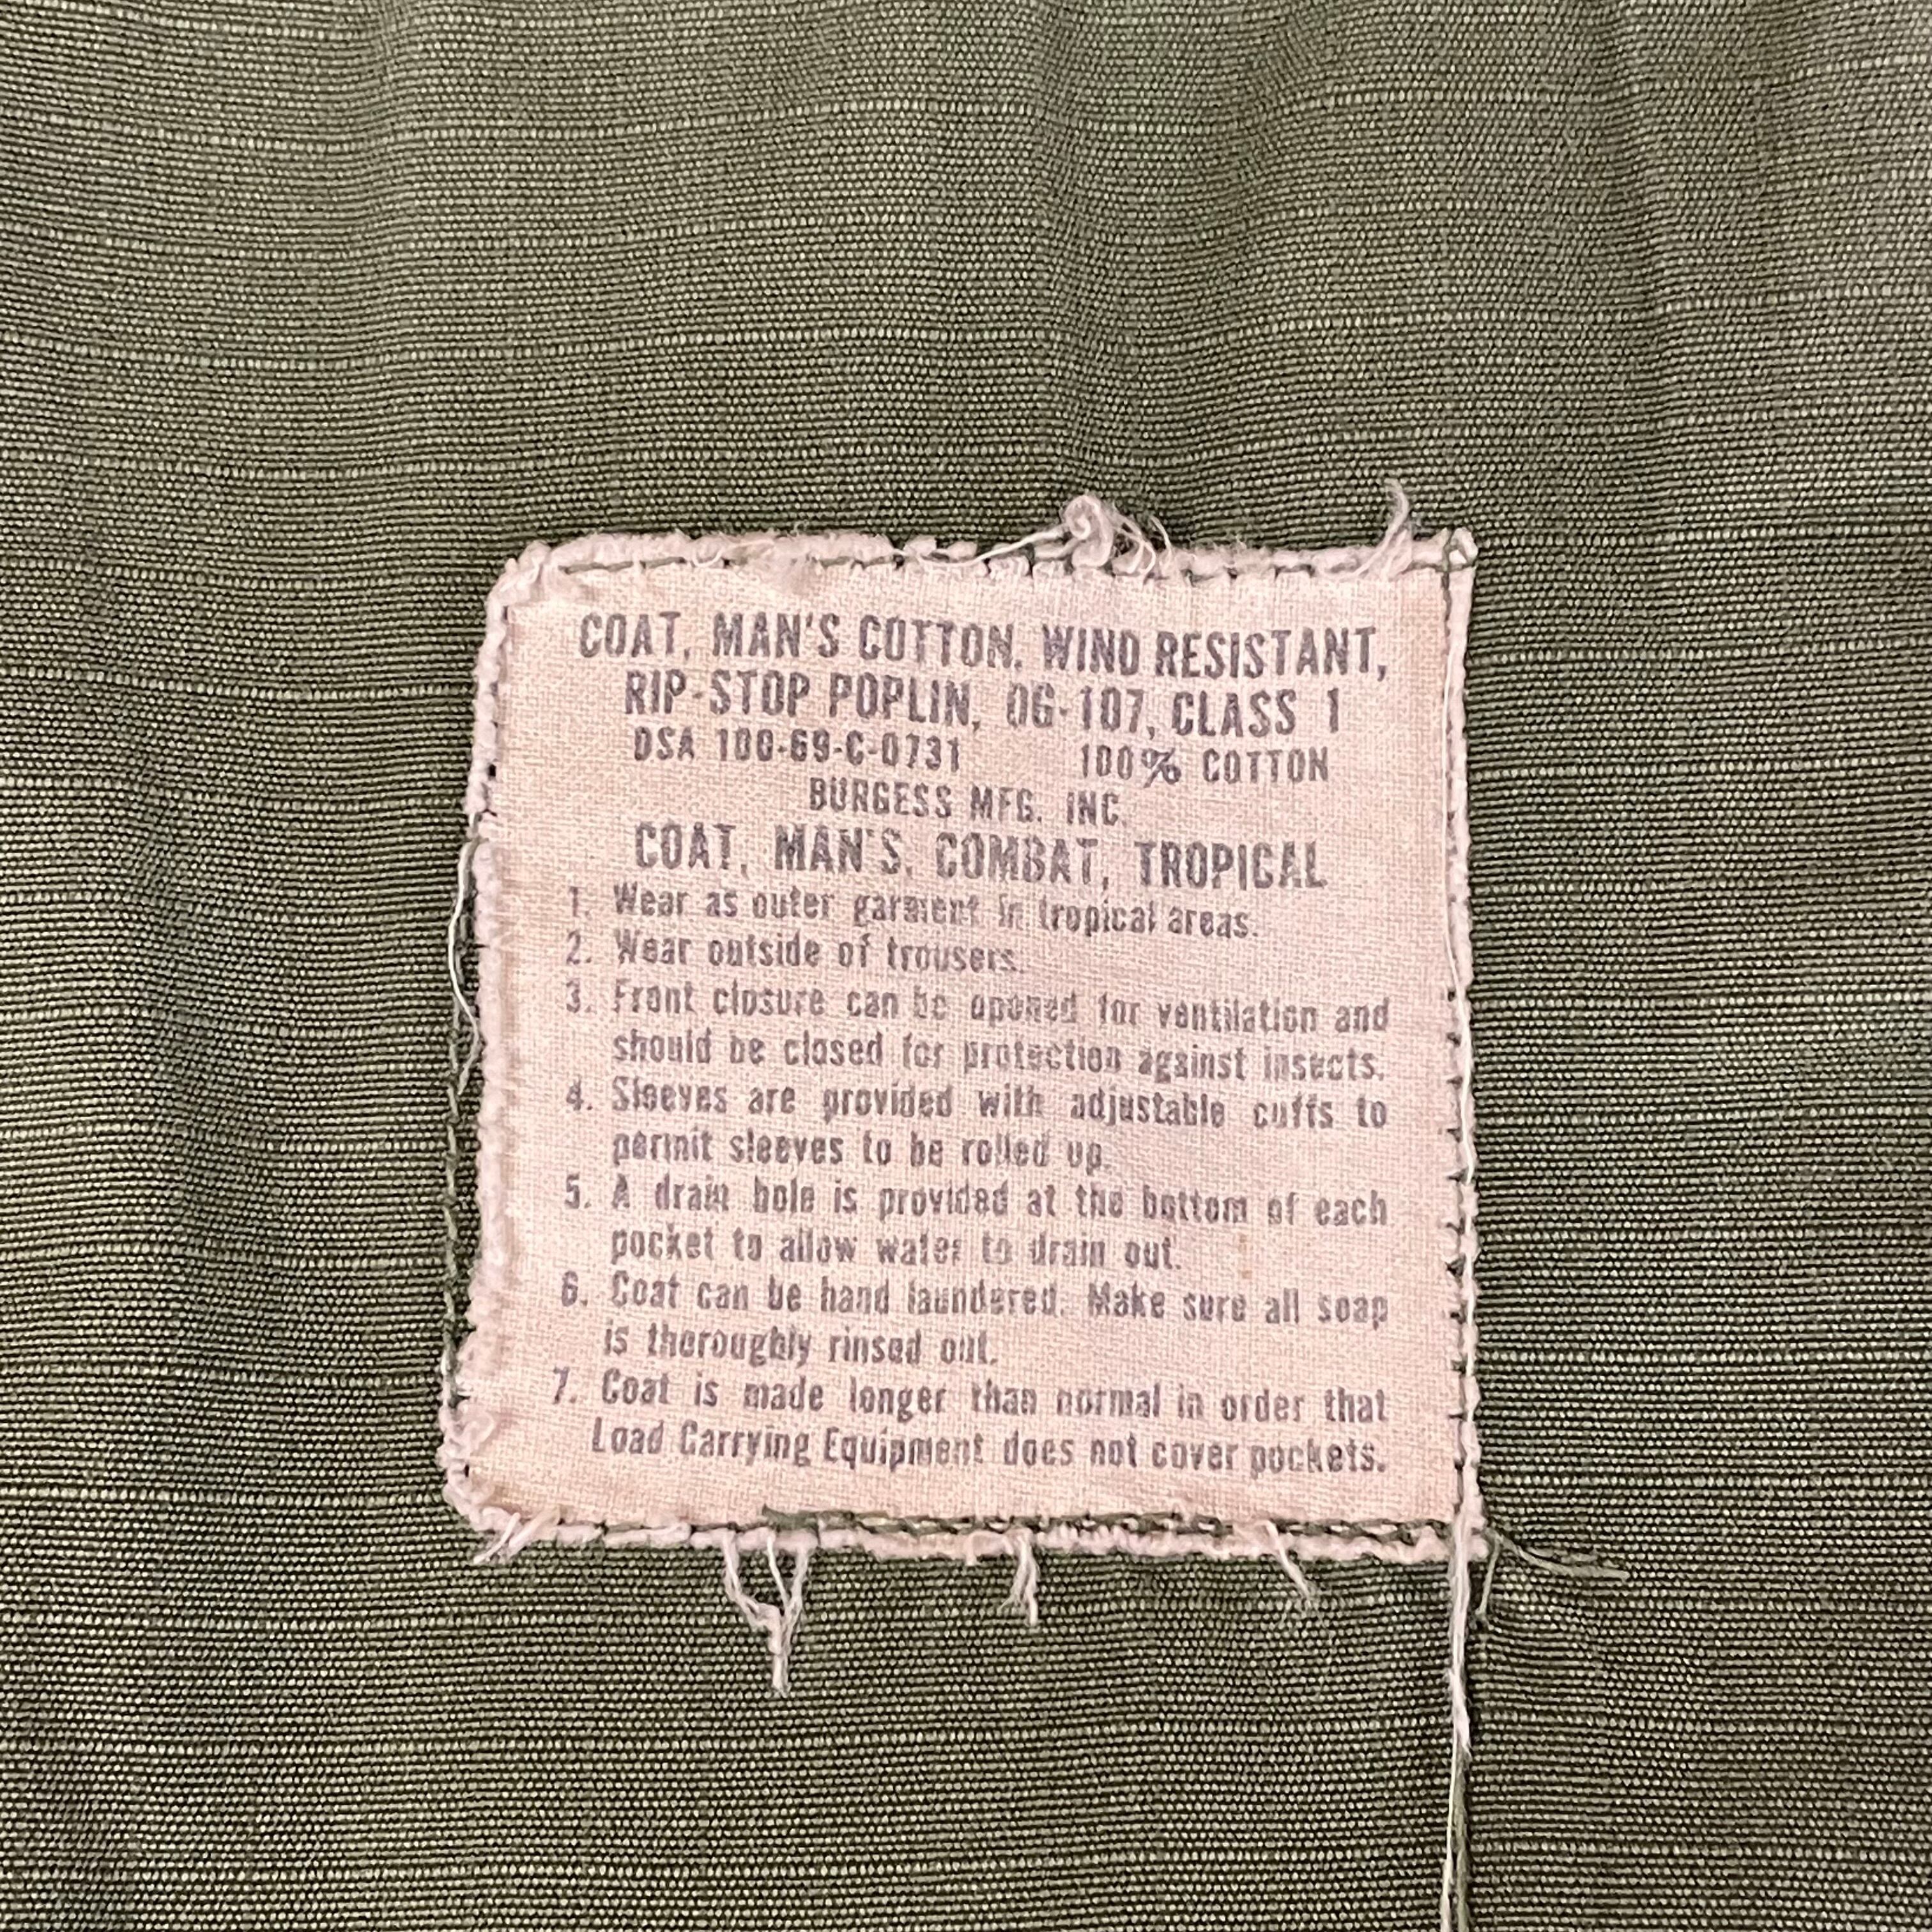 COAT, MAN'S COTTON, WIND RESISTANT,
RIP-STOP POPLIN, OG-107, CLASS 1
DSA 100-69-C-0731 100% COTTON
BURGESS MFG. INC.
COAT, MAN'S, COMBAT, TROPICAL
1. Wear as outer garment in tropical areas.
2. Wear outside of trousers.
3. Front closure can be opened for ventilation and
should be closed for protection against insects.
4. Sleeves are provided with adjustable cuffs to
permit sleeves to be rolled up.
5. A drain hole is provided at the bottom of each
pocket to allow water to drain out.
6. Coat can be hand laundered. Make sure all soap
is thoroughly rinsed out.
7. Coat is made longer than normal in order that
Load Carrying Equipment does not cover pockets.